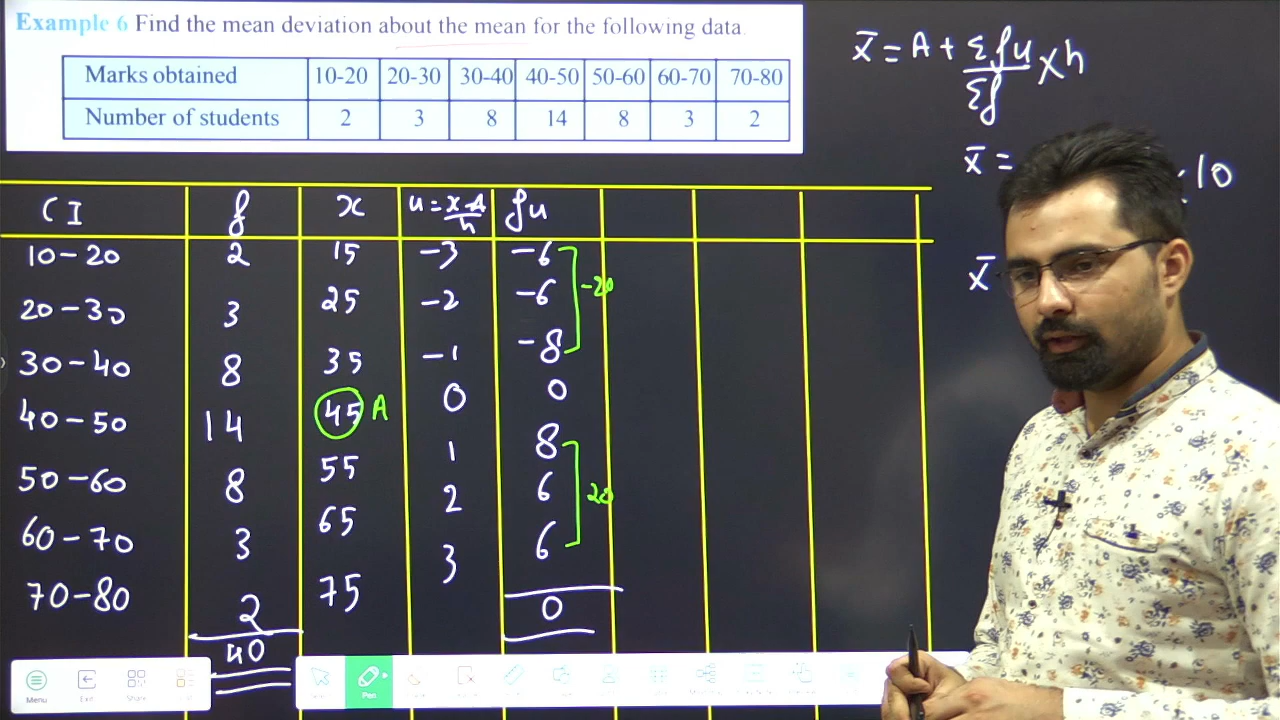 Example 6 Find the mean deviation about the mean for the following data.
Marks obtained 10-20 20-30 30-40 40-50 50-60 60-70 70-80
Number of students 2 3 8 14 8 3 2
x̄ = A + Σfu/Σf × h
x̄ = .10
x̄
CI f x u = x-A/h fu
10-20 2 15 -3 -6
20-30 3 25 -2 -6 -20
30-40 8 35 -1 -8
40-50 14 45 A 0 0
50-60 8 55 1 8
60-70 3 65 2 6 20
70-80 2 75 3 6
40 0
Menu Exit Share
Pen